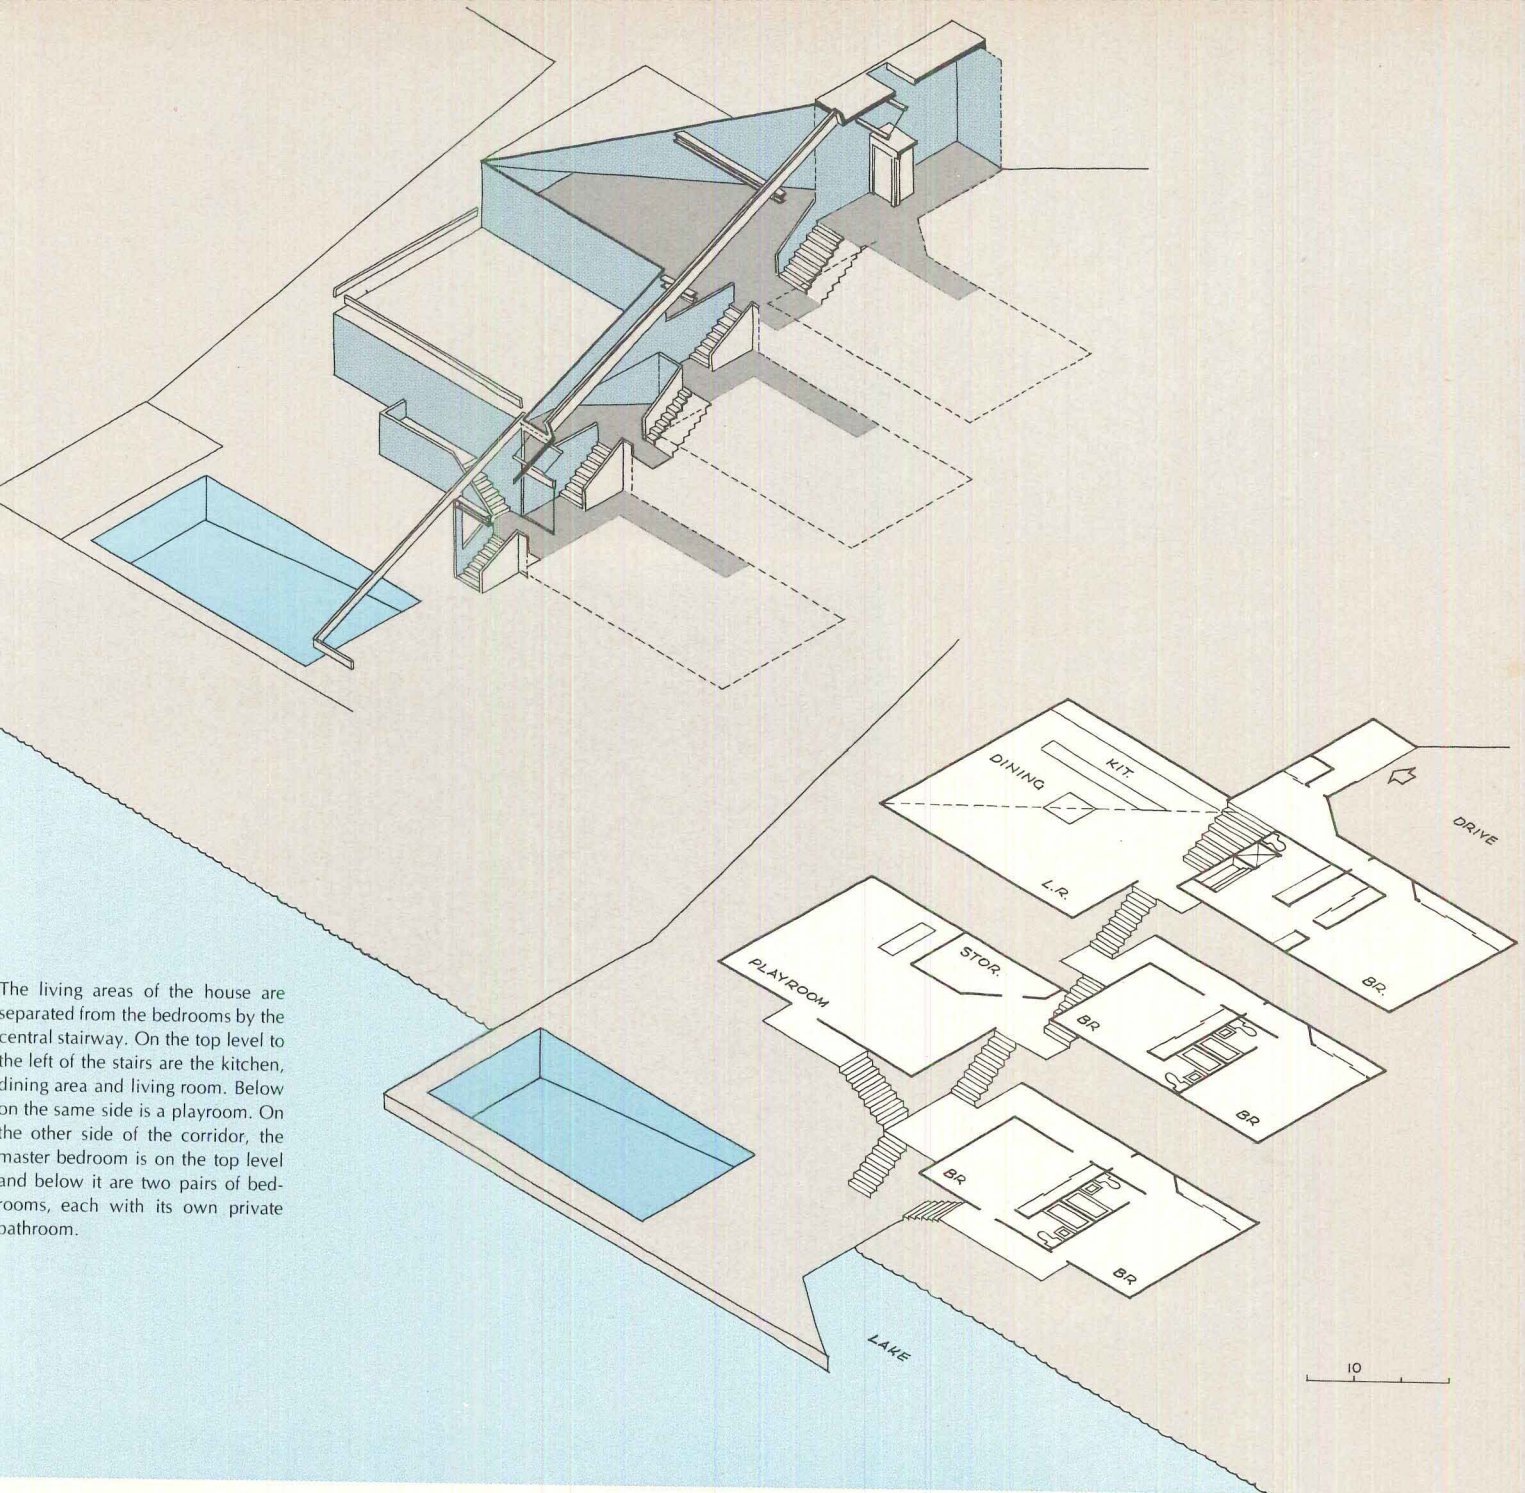 The living areas of the house are
separated from the bedrooms by the
central stairway. On the top level to
the left of the stairs are the kitchen,
dining area and living room. Below
on the same side is a playroom. On
the other side of the corridor, the
master bedroom is on the top level
and below it are two pairs of bed-
rooms, each with its own private
bathroom.
KIT.
DINING
DRIVE
L.R.
BR.
STOR.
PLAYROOM
BR
BR
BR
BR
LAKE
10